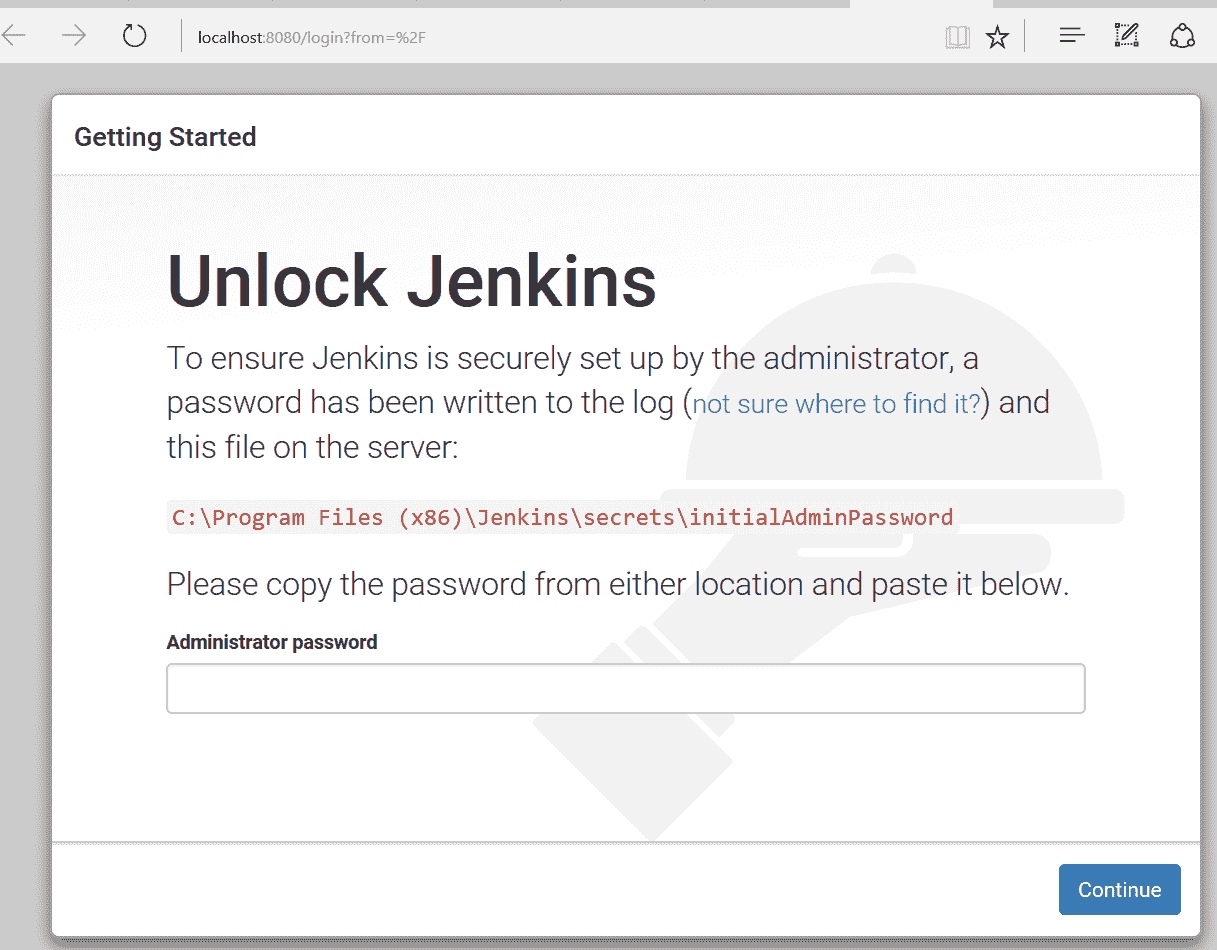 localhost:8080/login?from=%2F
Getting Started
Unlock Jenkins
To ensure Jenkins is securely set up by the administrator, a
password has been written to the log (not sure where to find it?) and
this file on the server:
C:\Program Files (x86)\Jenkins\secrets\initialAdminPassword
Please copy the password from either location and paste it below.
Administrator password
Continue